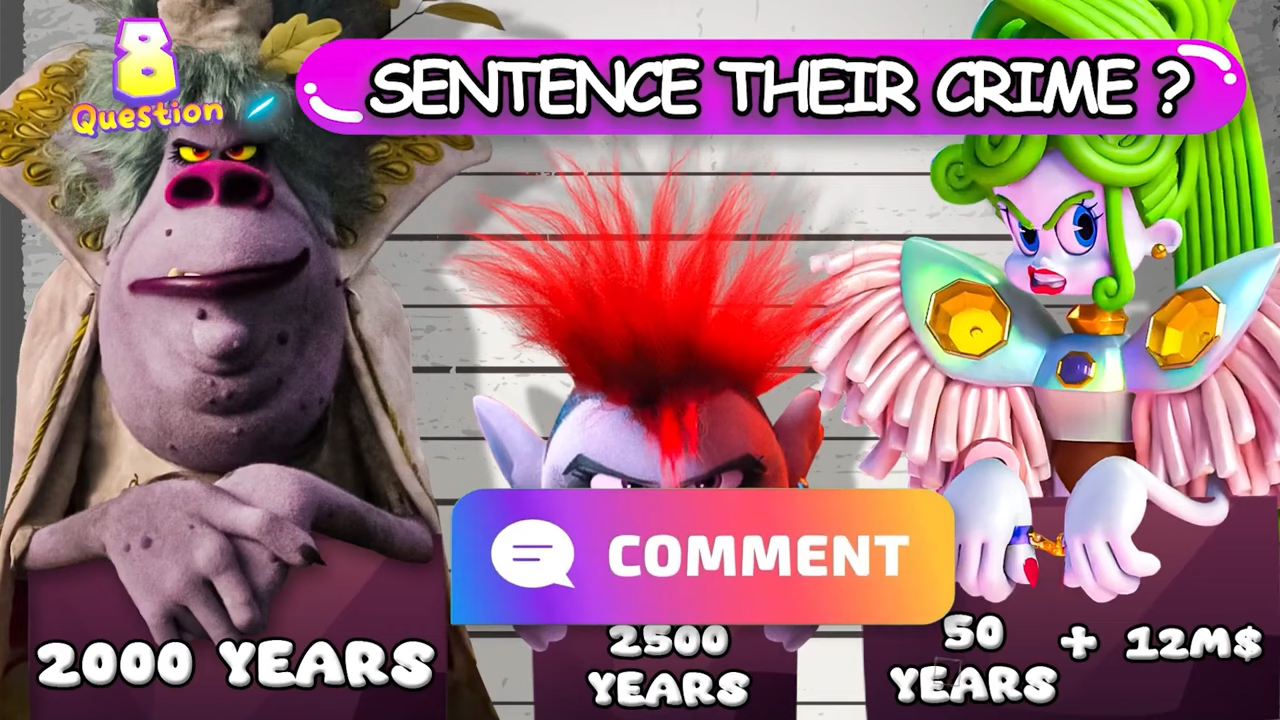 8
Question
SENTENCE THEIR CRIME ?
COMMENT
2000 YEARS
2500
YEARS
50
YEARS
+ 12M$